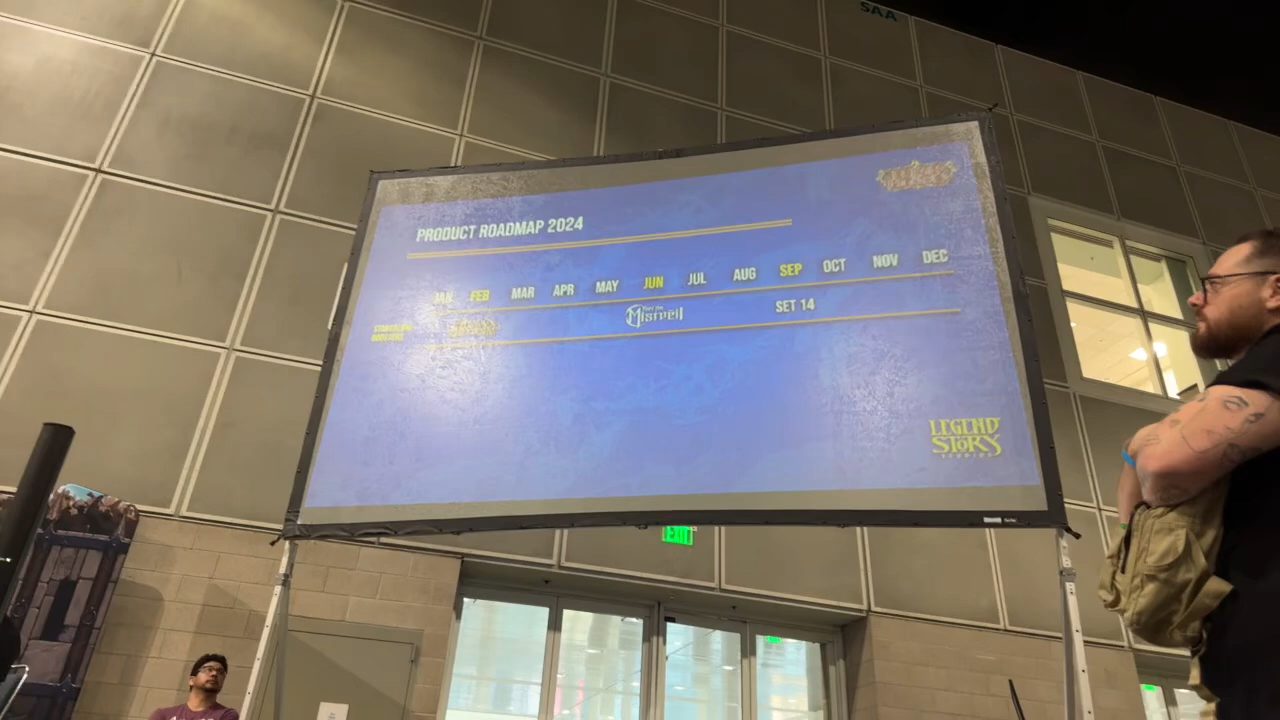 SAA
PRODUCT ROADMAP 2024
JAN FEB MAR APR MAY JUN JUL AUG SEP OCT NOV DEC
Part the Mistveil SET 14
LEGEND
STORY
STUDIOS
EXIT